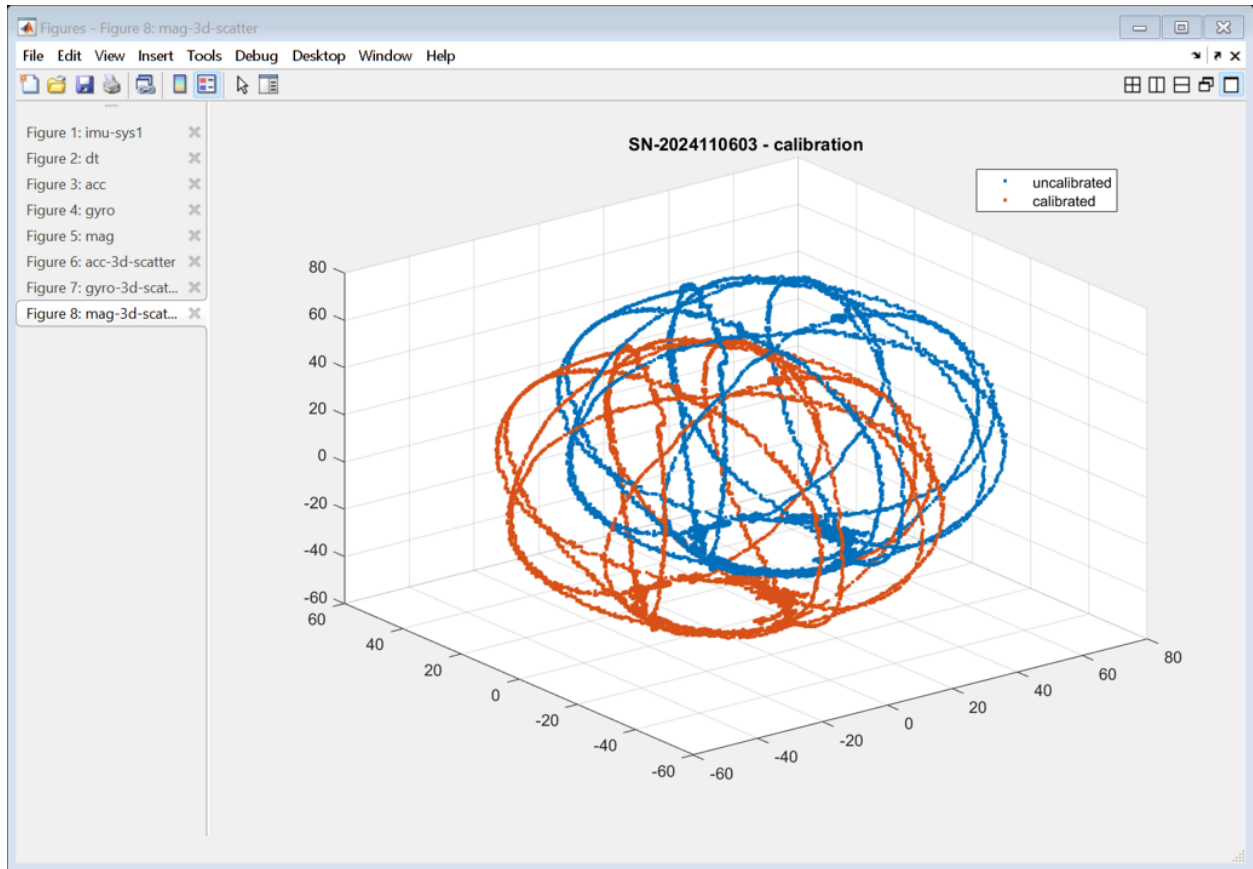 Figures - Figure 8: mag-3d-scatter
File Edit View Insert Tools Debug Desktop Window Help
Figure 1: imu-sys1
Figure 2: dt
Figure 3: acc
Figure 4: gyro
Figure 5: mag
Figure 6: acc-3d-scatter
Figure 7: gyro-3d-scat...
Figure 8: mag-3d-scat...
SN-2024110603 - calibration
uncalibrated
calibrated
80
60
40
20
0
-20
-40
-60
60
40
20
0
-20
-40
-60
-60
-40
-20
0
20
40
60
80